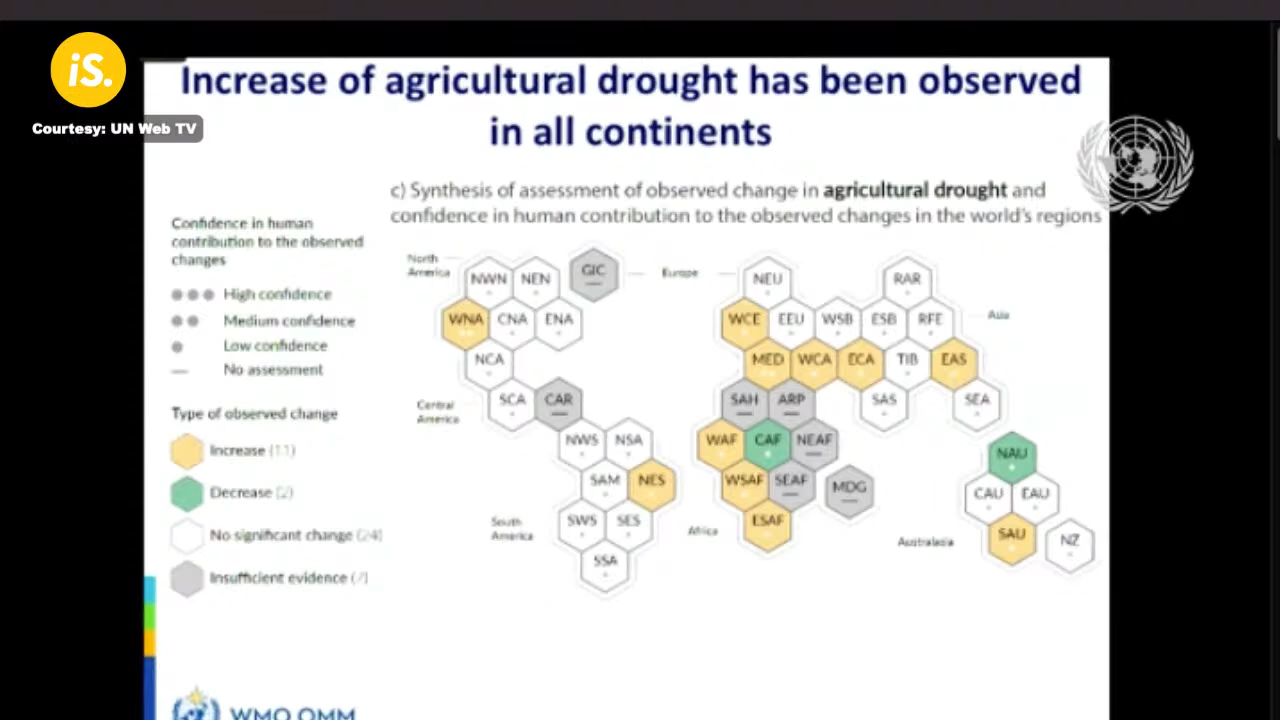 iS.
Courtesy: UN Web TV
Increase of agricultural drought has been observed
in all continents
c) Synthesis of assessment of observed change in agricultural drought and
confidence in human contribution to the observed changes in the world's regions
Confidence in human
contribution to the observed
changes
High confidence
Medium confidence
Low confidence
No assessment
Type of observed change
Increase (11)
Decrease (2)
No significant change (24)
Insufficient evidence (7)
North
America
NWN NEN GIC
WNA CNA ENA
NCA
Central
America
SCA CAR
NWS NSA
SAM NES
South
America
SWS SES
SSA
Europe
NEU RAR
WCE EEU WSB ESB RFE
Asia
MED WCA ECA TIB EAS
SAH ARP SAS SEA
WAF CAF NEAF
WSAF SEAF MDG
Africa
ESAF
NAU
CAU EAU
Australasia
SAU NZ
WMO OMM